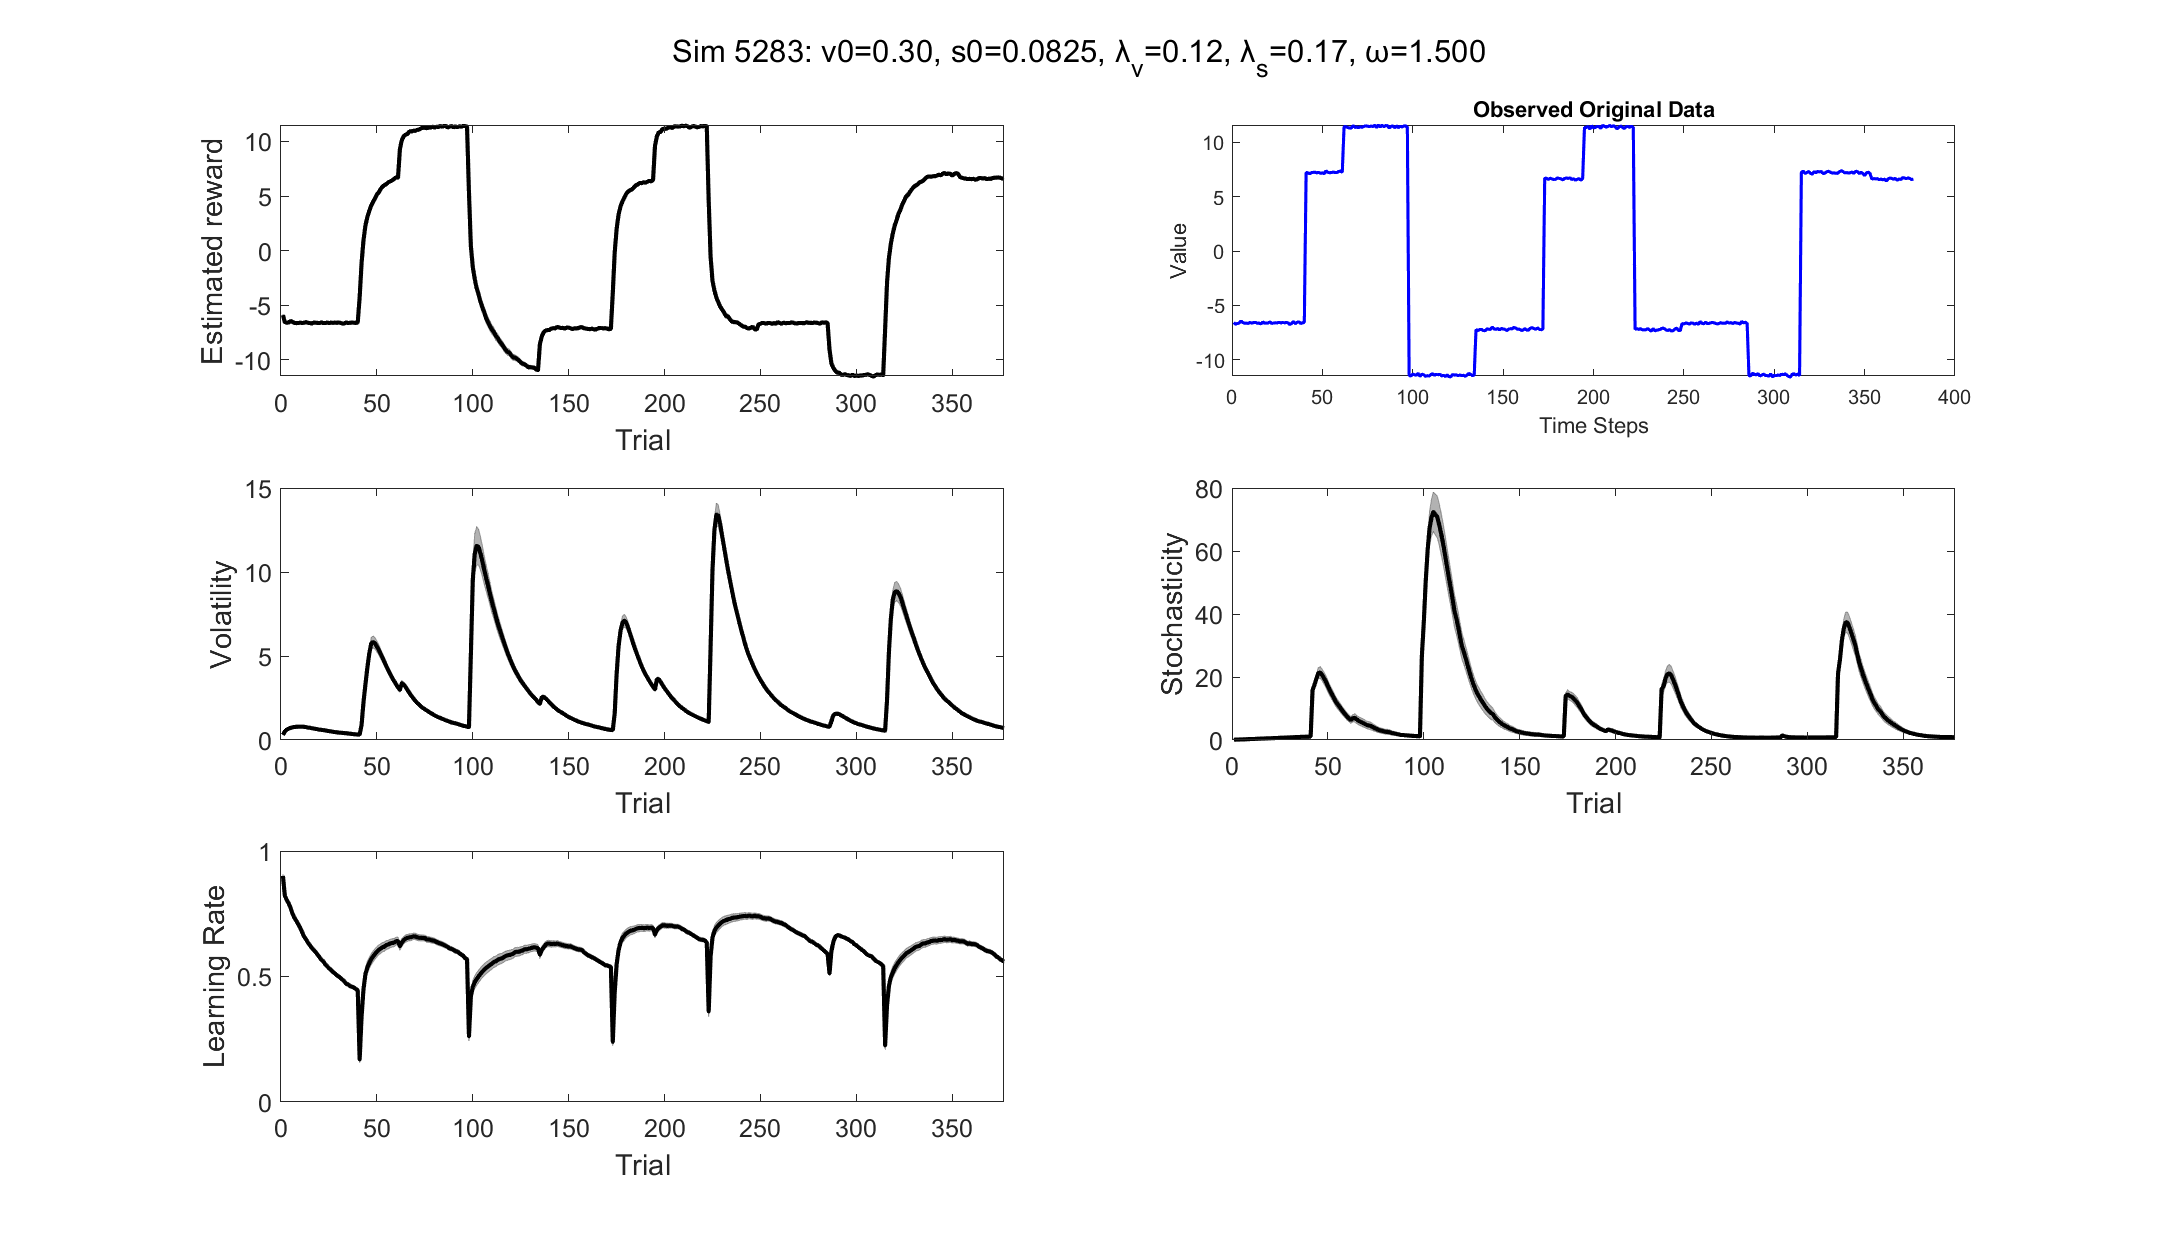 Sim 5283: v0=0.30, s0=0.0825, λ_v=0.12, λ_s=0.17, ω=1.500
Estimated reward
10
5
0
-5
-10
0 50 100 150 200 250 300 350
Trial
Observed Original Data
Value
10
5
0
-5
-10
0 50 100 150 200 250 300 350 400
Time Steps
Volatility
15
10
5
0
0 50 100 150 200 250 300 350
Trial
Stochasticity
80
60
40
20
0
0 50 100 150 200 250 300 350
Trial
Learning Rate
1
0.5
0
0 50 100 150 200 250 300 350
Trial